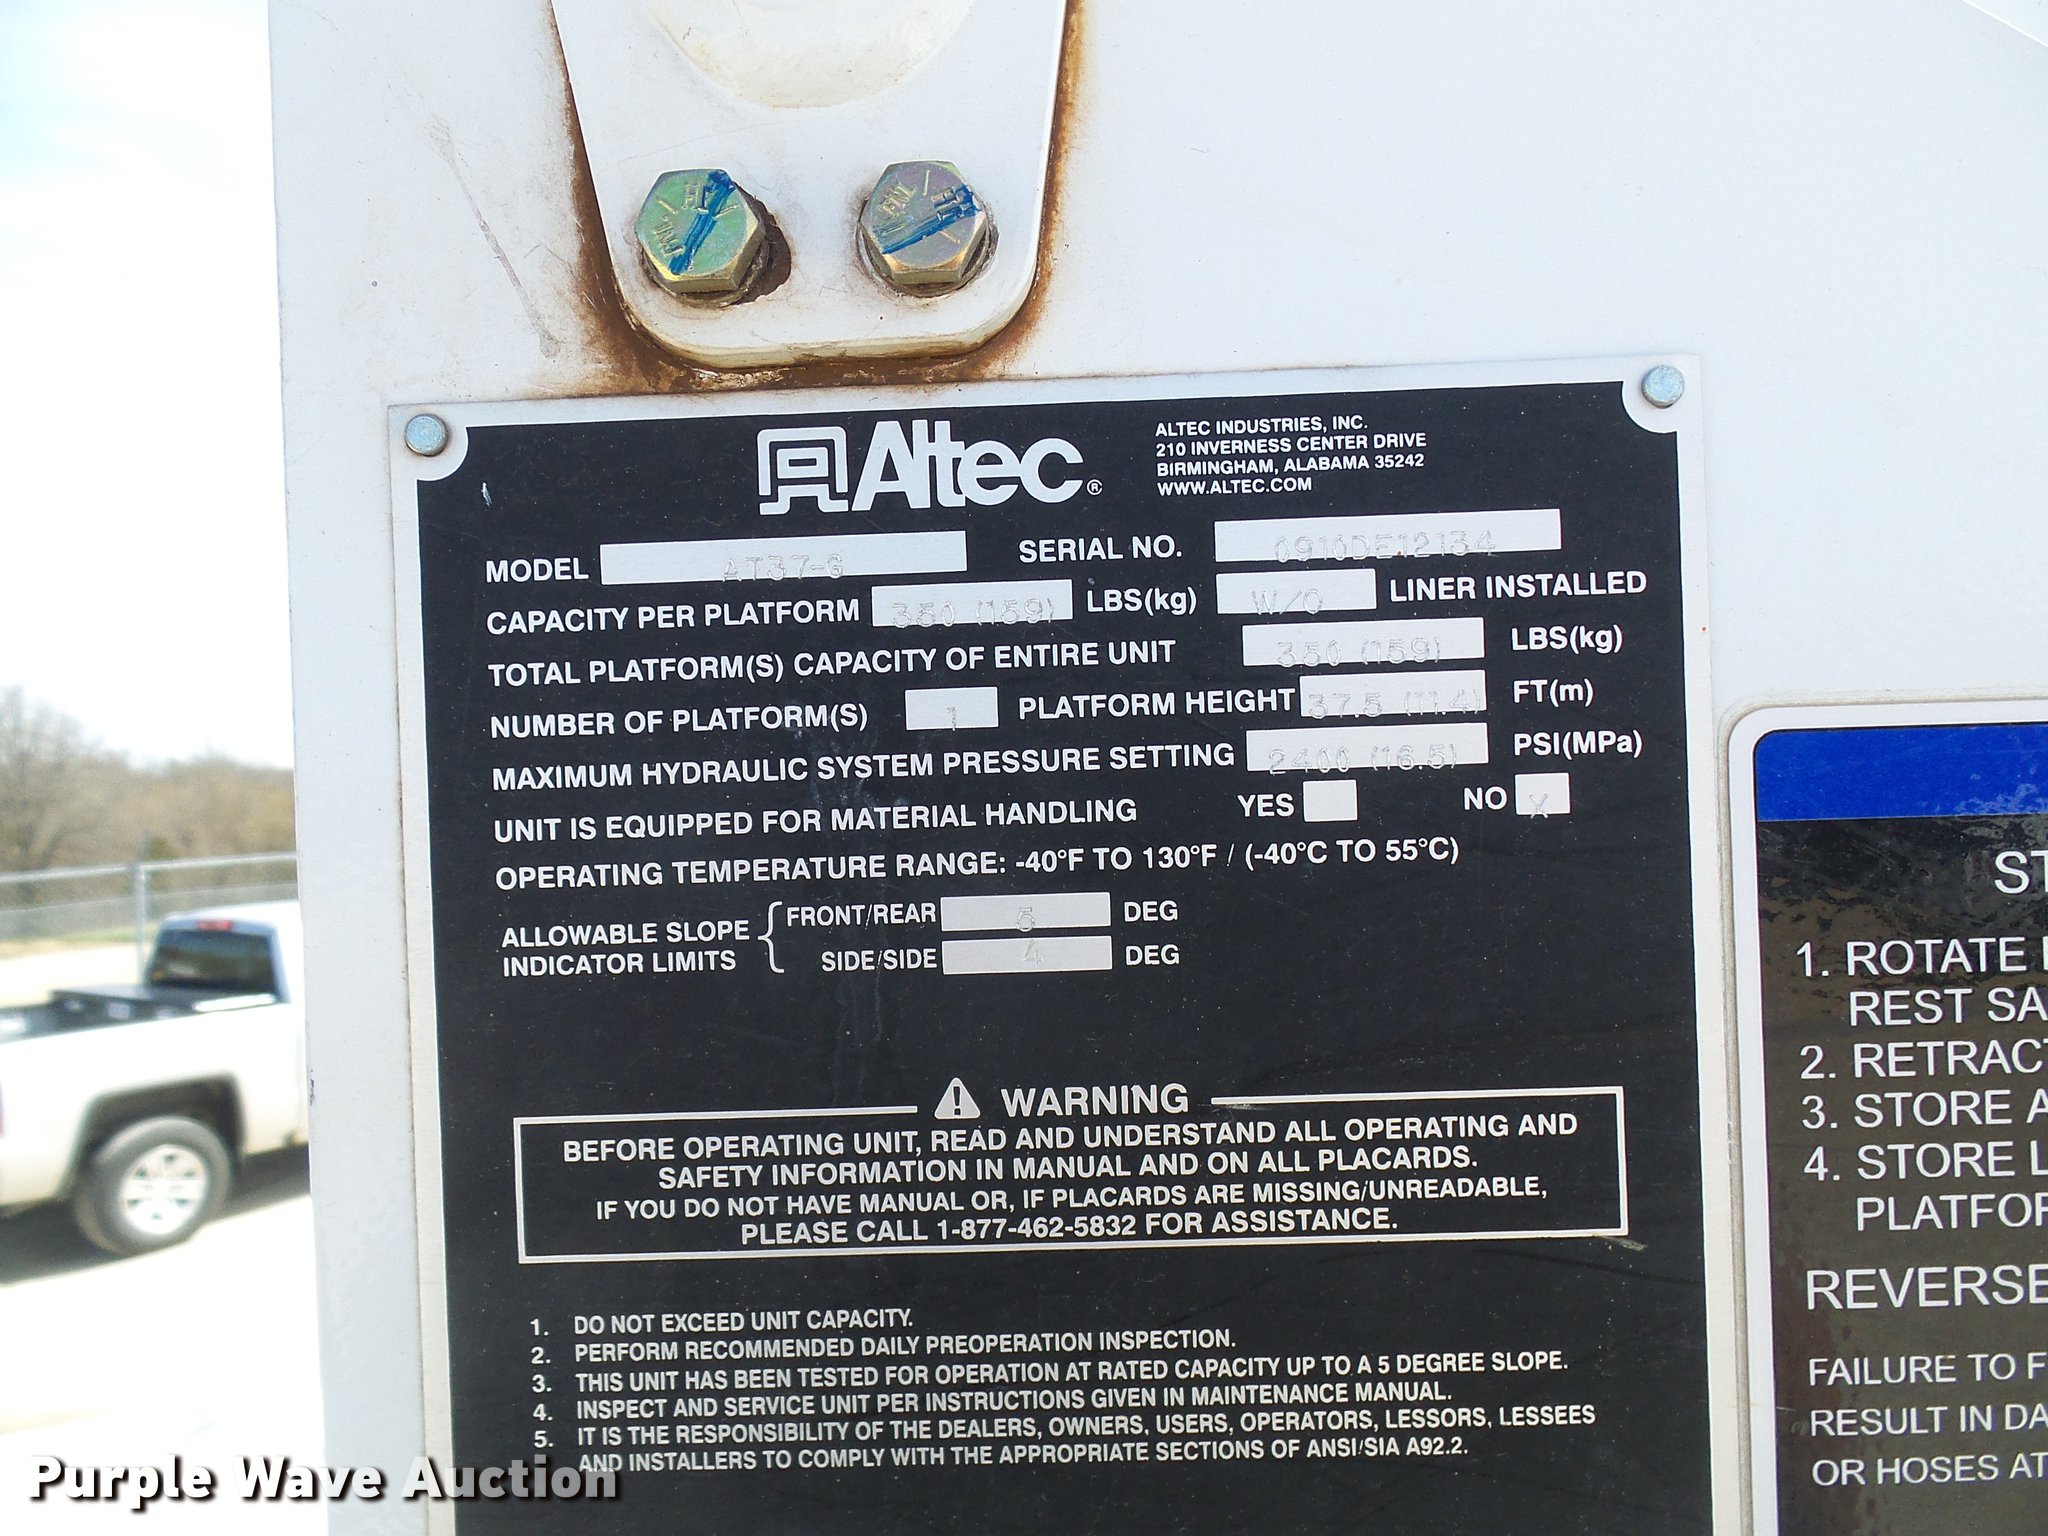 Altec®
ALTEC INDUSTRIES, INC.
210 INVERNESS CENTER DRIVE
BIRMINGHAM, ALABAMA 35242
WWW.ALTEC.COM
MODEL AT37-G SERIAL NO. 0910DE12134
CAPACITY PER PLATFORM 350 (159) LBS(kg) W/O LINER INSTALLED
TOTAL PLATFORM(S) CAPACITY OF ENTIRE UNIT 350 (159) LBS(kg)
NUMBER OF PLATFORM(S) 1 PLATFORM HEIGHT 37.5 (11.4) FT(m)
MAXIMUM HYDRAULIC SYSTEM PRESSURE SETTING 2400 (16.5) PSI(MPa)
UNIT IS EQUIPPED FOR MATERIAL HANDLING YES NO X
OPERATING TEMPERATURE RANGE: -40°F TO 130°F / (-40°C TO 55°C)
ALLOWABLE SLOPE INDICATOR LIMITS
FRONT/REAR 5 DEG
SIDE/SIDE 4 DEG
WARNING
BEFORE OPERATING UNIT, READ AND UNDERSTAND ALL OPERATING AND
SAFETY INFORMATION IN MANUAL AND ON ALL PLACARDS.
IF YOU DO NOT HAVE MANUAL OR, IF PLACARDS ARE MISSING/UNREADABLE,
PLEASE CALL 1-877-462-5832 FOR ASSISTANCE.
1. DO NOT EXCEED UNIT CAPACITY.
2. PERFORM RECOMMENDED DAILY PREOPERATION INSPECTION.
3. THIS UNIT HAS BEEN TESTED FOR OPERATION AT RATED CAPACITY UP TO A 5 DEGREE SLOPE.
4. INSPECT AND SERVICE UNIT PER INSTRUCTIONS GIVEN IN MAINTENANCE MANUAL.
5. IT IS THE RESPONSIBILITY OF THE DEALERS, OWNERS, USERS, OPERATORS, LESSORS, LESSEES
AND INSTALLERS TO COMPLY WITH THE APPROPRIATE SECTIONS OF ANSI/SIA A92.2.
ST
1. ROTATE
REST SA
2. RETRACT
3. STORE A
4. STORE L
PLATFOR
REVERSE
FAILURE TO F
RESULT IN DA
OR HOSES AT
Purple Wave Auction